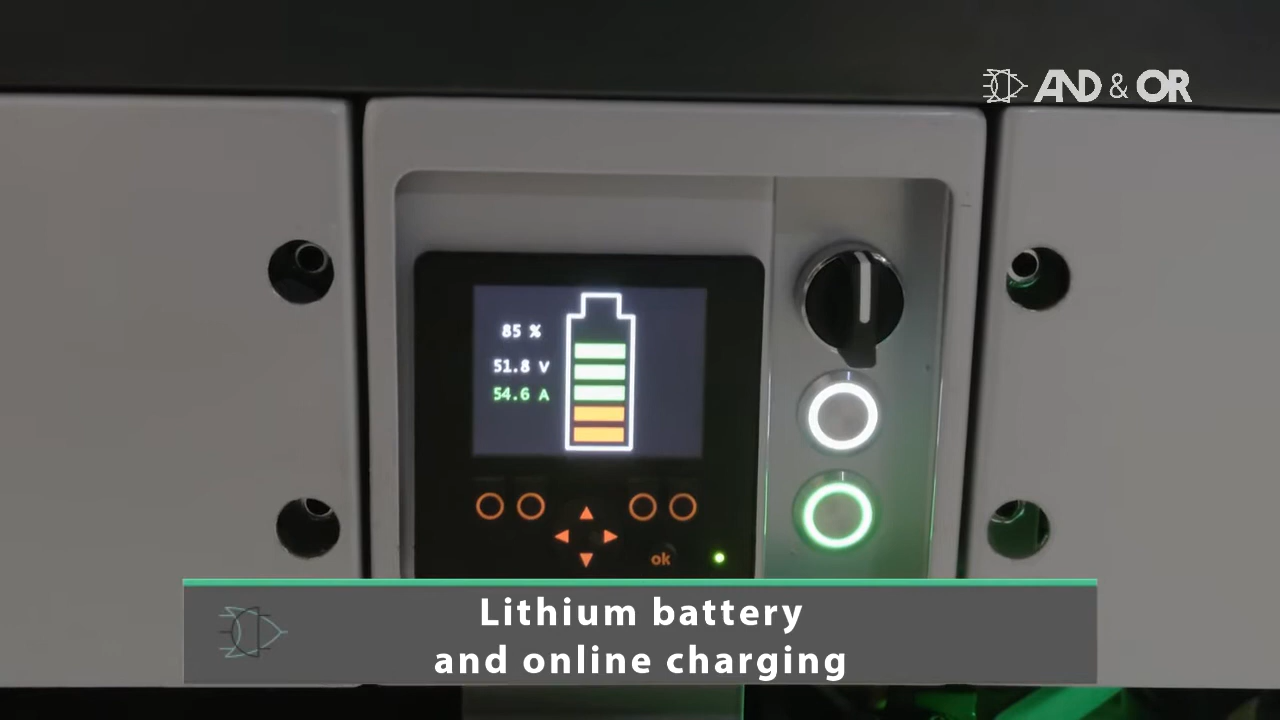 AND & OR
85 %
51.8 V
54.6 A
ok
Lithium battery
and online charging